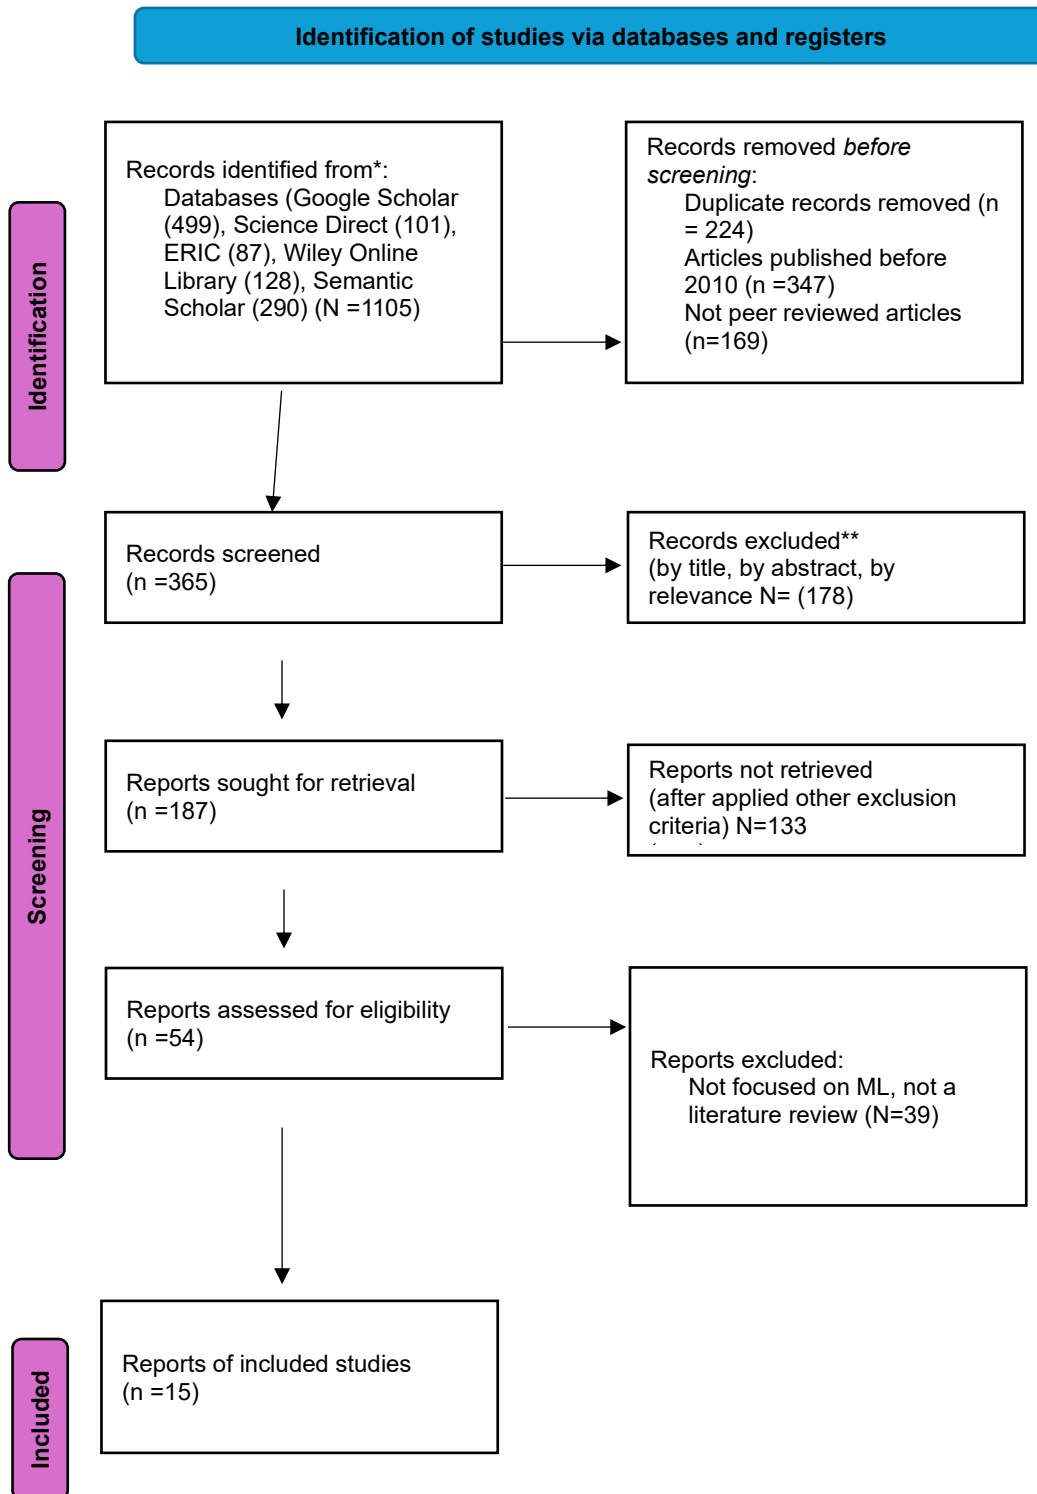 Identification of studies via databases and registers
Identification
Records identified from*:
Databases (Google Scholar
(499), Science Direct (101),
ERIC (87), Wiley Online
Library (128), Semantic
Scholar (290) (N =1105)
Records removed before
screening:
Duplicate records removed (n
= 224)
Articles published before
2010 (n =347)
Not peer reviewed articles
(n=169)
Screening
Records screened
(n =365)
Records excluded**
(by title, by abstract, by
relevance N= (178)
Reports sought for retrieval
(n =187)
Reports not retrieved
(after applied other exclusion
criteria) N=133
Reports assessed for eligibility
(n =54)
Reports excluded:
Not focused on ML, not a
literature review (N=39)
Included
Reports of included studies
(n =15)